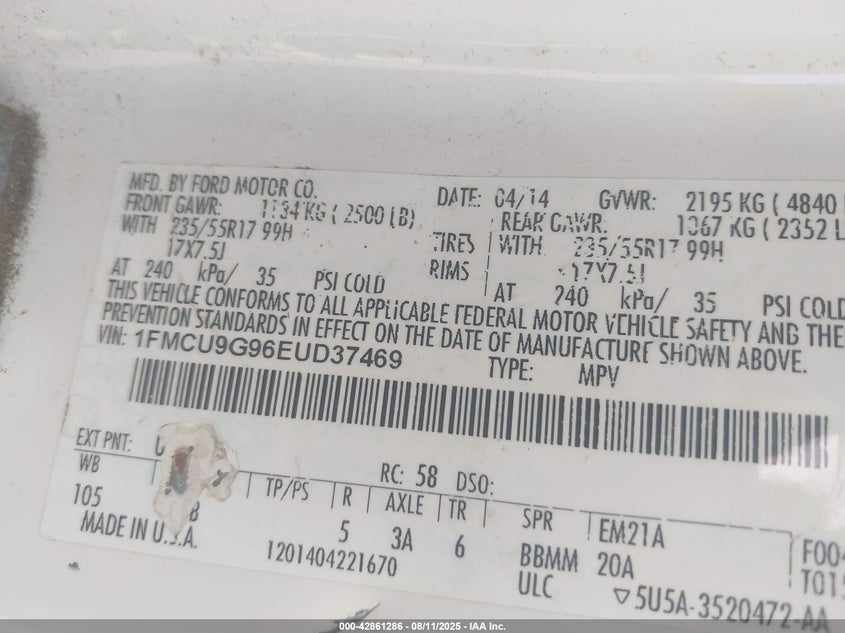 MFD. BY FORD MOTOR CO. DATE: 04/14 GVWR: 2195 KG ( 4840
FRONT GAWR: 1134 KG ( 2500 LB) REAR GAWR: 1067 KG ( 2352 L
WITH 235/55R17 99H TIRES WITH 235/55R17 99H
17X7.5J RIMS 17X7.5J
AT 240 kPa/ 35 PSI COLD AT 240 kPa/ 35 PSI COLD
THIS VEHICLE CONFORMS TO ALL APPLICABLE FEDERAL MOTOR VEHICLE SAFETY AND THE
PREVENTION STANDARDS IN EFFECT ON THE DATE OF MANUFACTURE SHOWN ABOVE.
VIN: 1FMCU9G96EUD37469 TYPE: MPV
EXT PNT: RC: 58 DSO:
WB TP/PS R AXLE TR SPR EM21A F004
105 B 5 3A 6 BBMM 20A T015
MADE IN U.S.A. 1201404221670 ULC ▽5U5A-3520472-AA
000-42861286 - 08/11/2025 - IAA Inc.